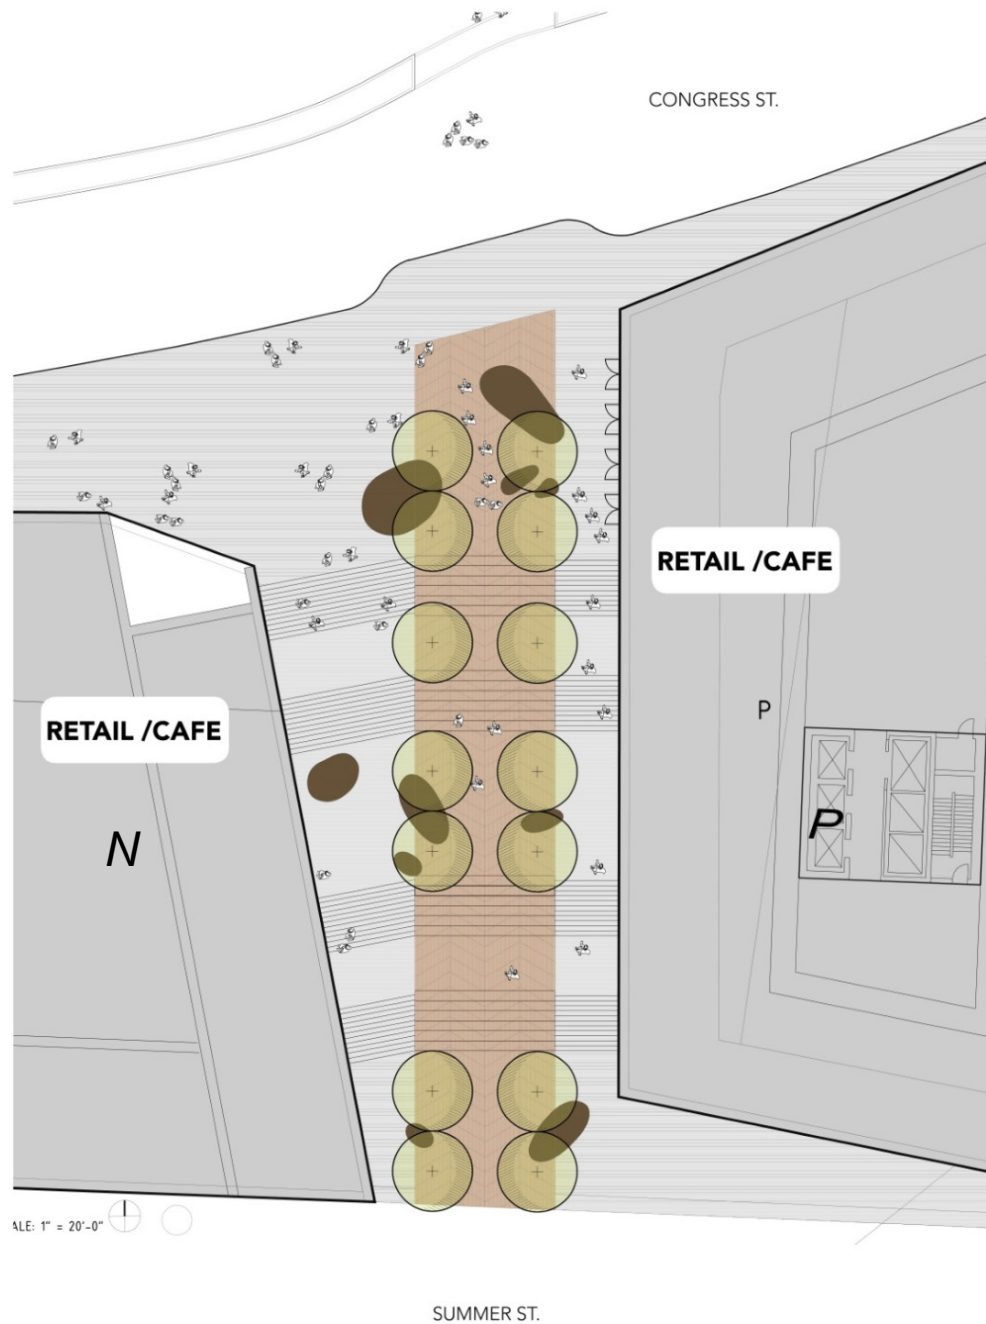 CONGRESS ST.
RETAIL /CAFE
RETAIL /CAFE
P
N
P
ALE: 1" = 20'-0"
SUMMER ST.